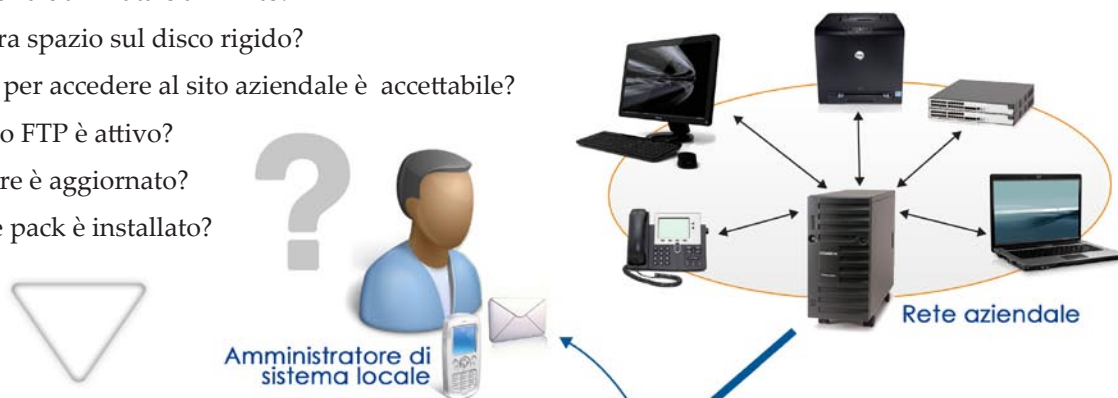 ra spazio sul disco rigido?
per accedere al sito aziendale è accettabile?
o FTP è attivo?
re è aggiornato?
e pack è installato?
Rete aziendale
Amministratore di
sistema locale